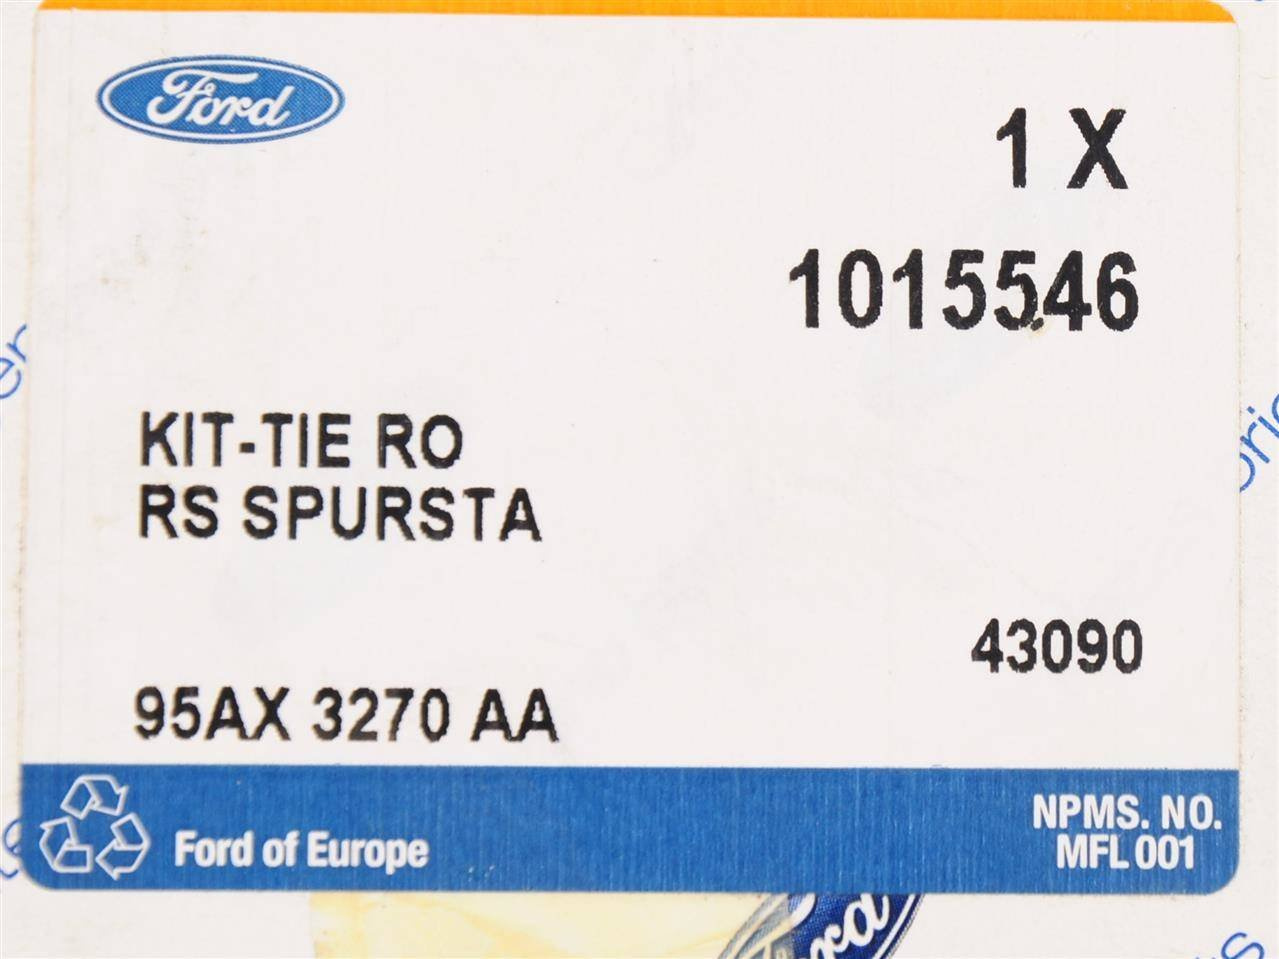 Ford
1 X
1015546
KIT-TIE RO
RS SPURSTA
43090
95AX 3270 AA
NPMS. NO.
MFL 001
Ford of Europe